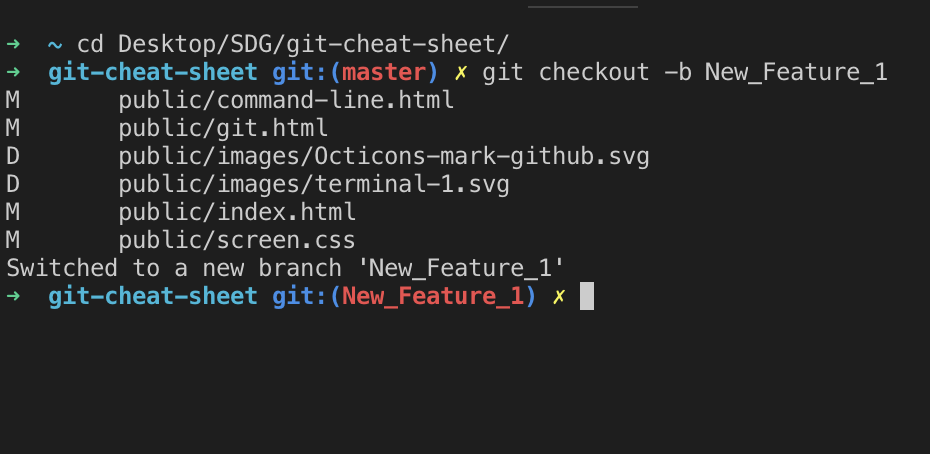 ➜  ~ cd Desktop/SDG/git-cheat-sheet/
➜  git-cheat-sheet git:(master) ✗ git checkout -b New_Feature_1
M       public/command-line.html
M       public/git.html
D       public/images/Octicons-mark-github.svg
D       public/images/terminal-1.svg
M       public/index.html
M       public/screen.css
Switched to a new branch 'New_Feature_1'
➜  git-cheat-sheet git:(New_Feature_1) ✗